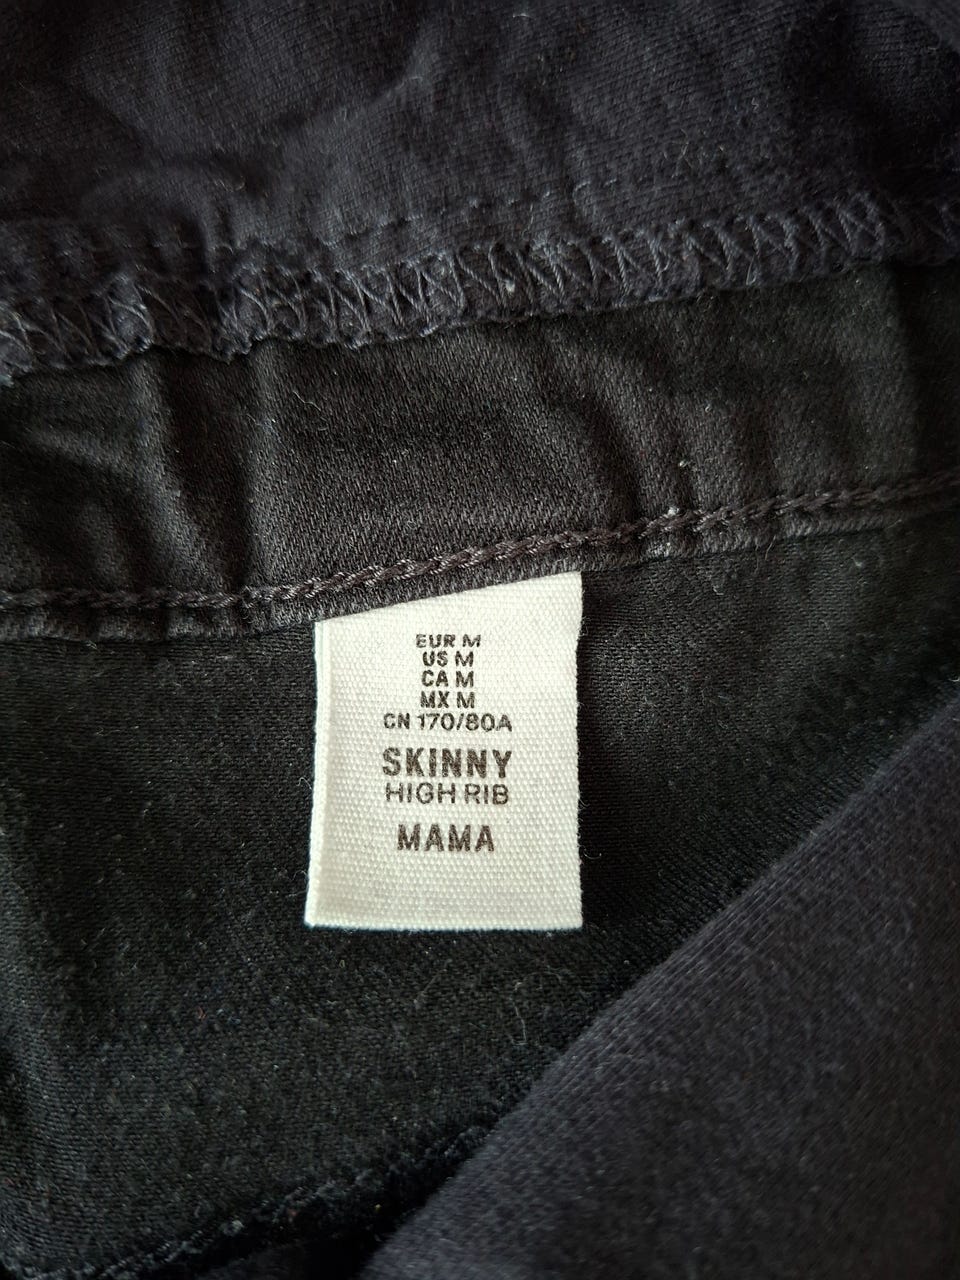 EUR M
US M
CA M
MX M
CN 170/80A
SKINNY
HIGH RIB
MAMA